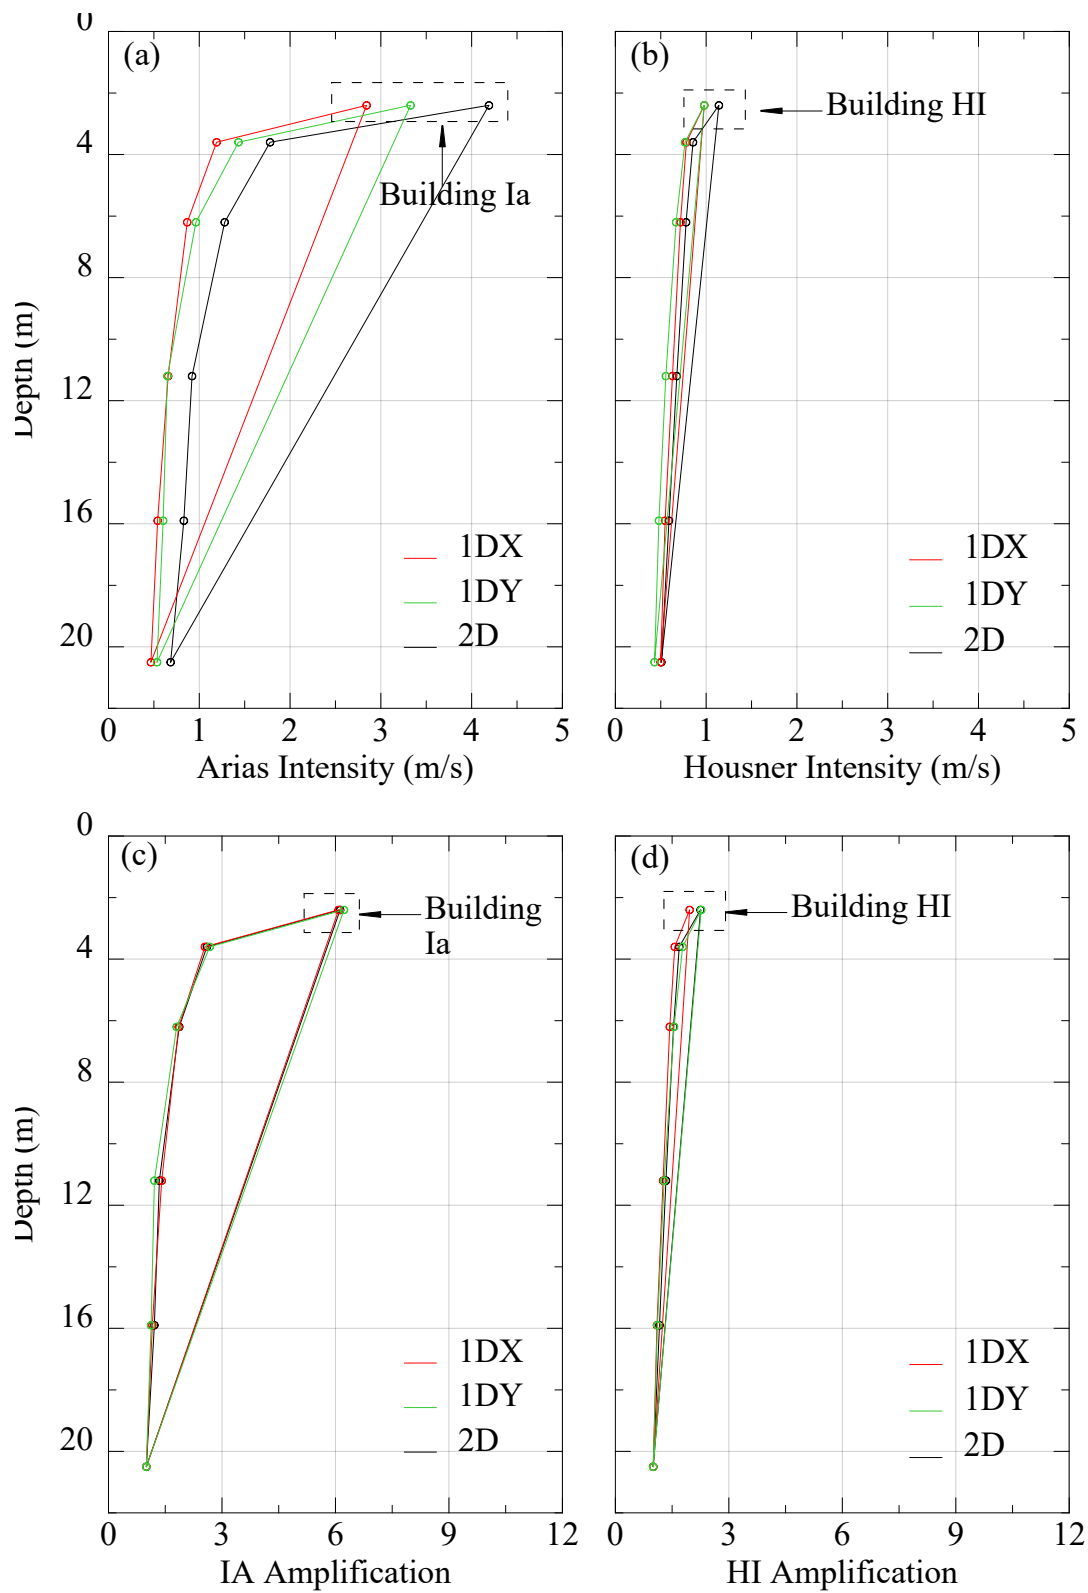 0
(a)
(b)
Building HI
4
Building Ia
8
Depth (m)
12
16
1DX
1DY
2D
1DX
1DY
2D
20
0 1 2 3 4 5
0 1 2 3 4 5
Arias Intensity (m/s)
Housner Intensity (m/s)
0
(c)
(d)
Building
Ia
Building HI
4
8
Depth (m)
12
16
1DX
1DY
2D
1DX
1DY
2D
20
0 3 6 9 12
0 3 6 9 12
IA Amplification
HI Amplification